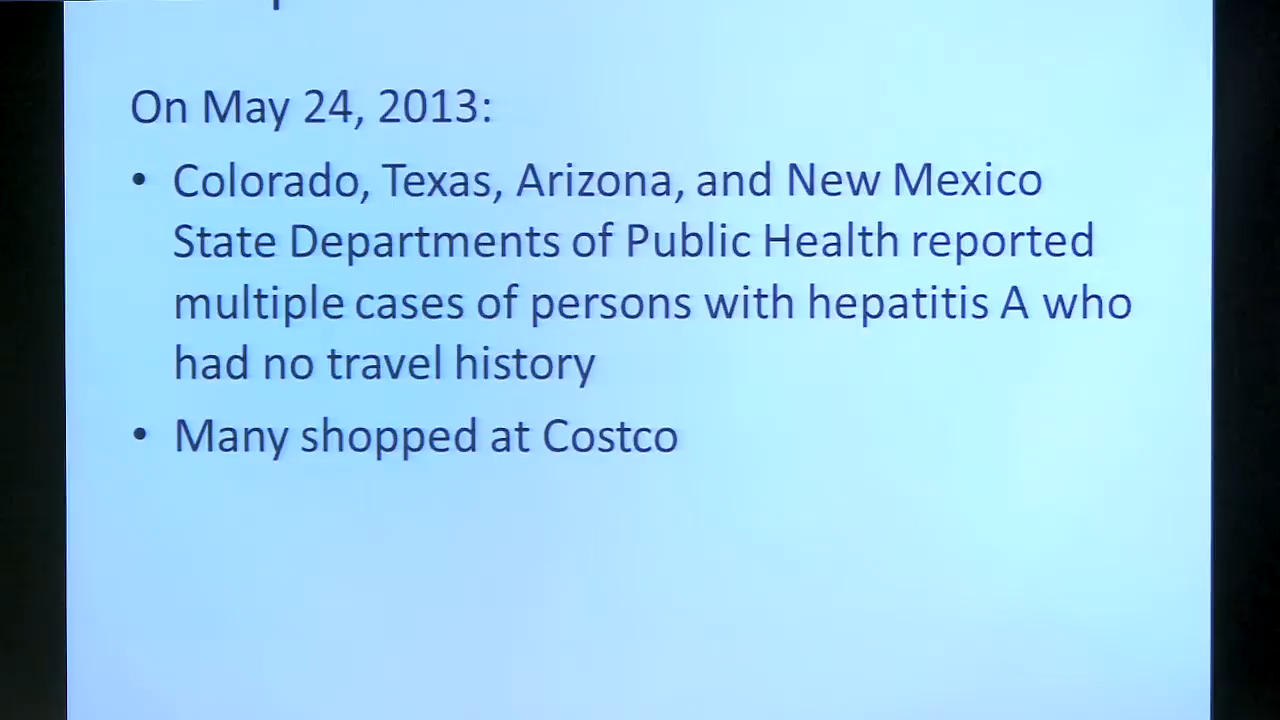 On May 24, 2013:
• Colorado, Texas, Arizona, and New Mexico
State Departments of Public Health reported
multiple cases of persons with hepatitis A who
had no travel history
• Many shopped at Costco